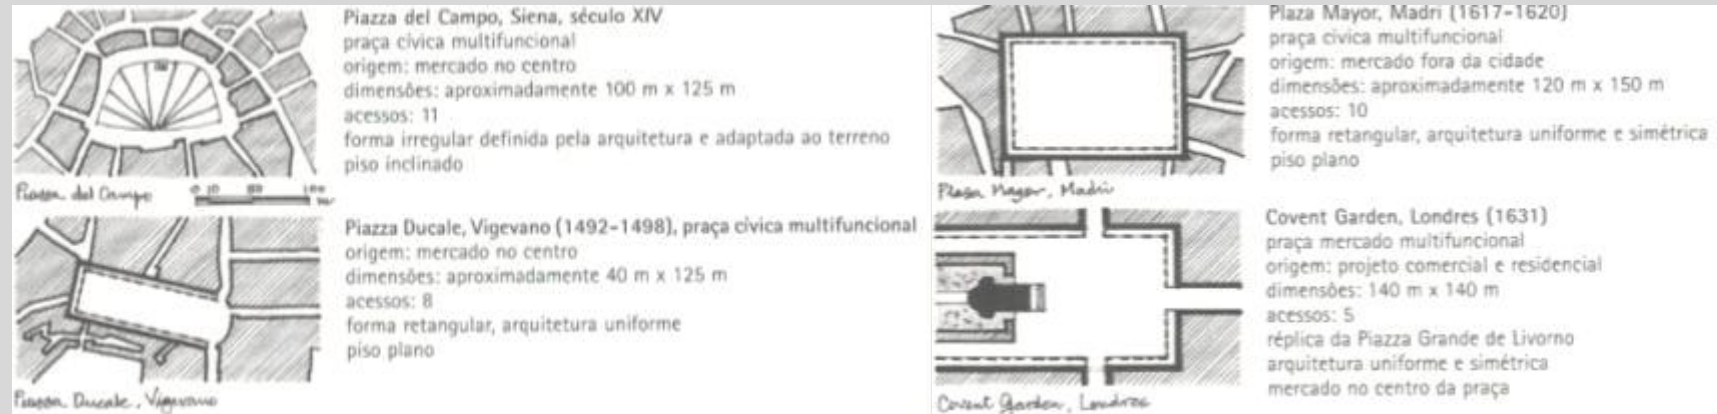 Piazza del Campo, Siena, século XIV
praça cívica multifuncional
origem: mercado no centro
dimensões: aproximadamente 100 m x 125 m
acessos: 11
forma irregular definida pela arquitetura e adaptada ao terreno
piso inclinado
Piazza del Campo
0 10 50 100
Piazza Ducale, Vigevano (1492-1498), praça cívica multifuncional
origem: mercado no centro
dimensões: aproximadamente 40 m x 125 m
acessos: 8
forma retangular, arquitetura uniforme
piso plano
Piazza Ducale, Vigevano
Plaza Mayor, Madri (1617-1620)
praça cívica multifuncional
origem: mercado fora da cidade
dimensões: aproximadamente 120 m x 150 m
acessos: 10
forma retangular, arquitetura uniforme e simétrica
piso plano
Plaza Mayor, Madri
Covent Garden, Londres (1631)
praça mercado multifuncional
origem: projeto comercial e residencial
dimensões: 140 m x 140 m
acessos: 5
réplica da Piazza Grande de Livorno
arquitetura uniforme e simétrica
mercado no centro da praça
Covent Garden, Londres